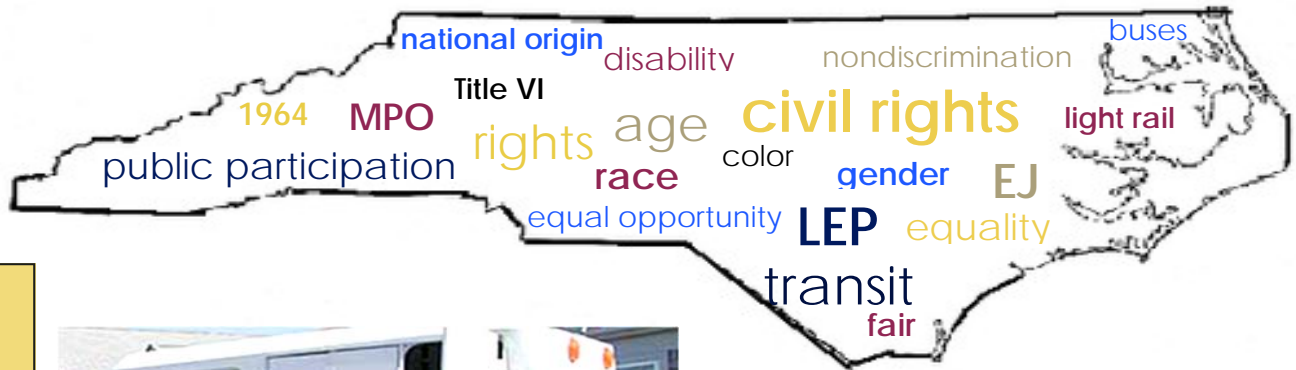 buses
national origin
disability
nondiscrimination
Title VI
1964
MPO
civil rights
light rail
rights
age
color
public participation
race
gender
EJ
equal opportunity
LEP
equality
transit
fair